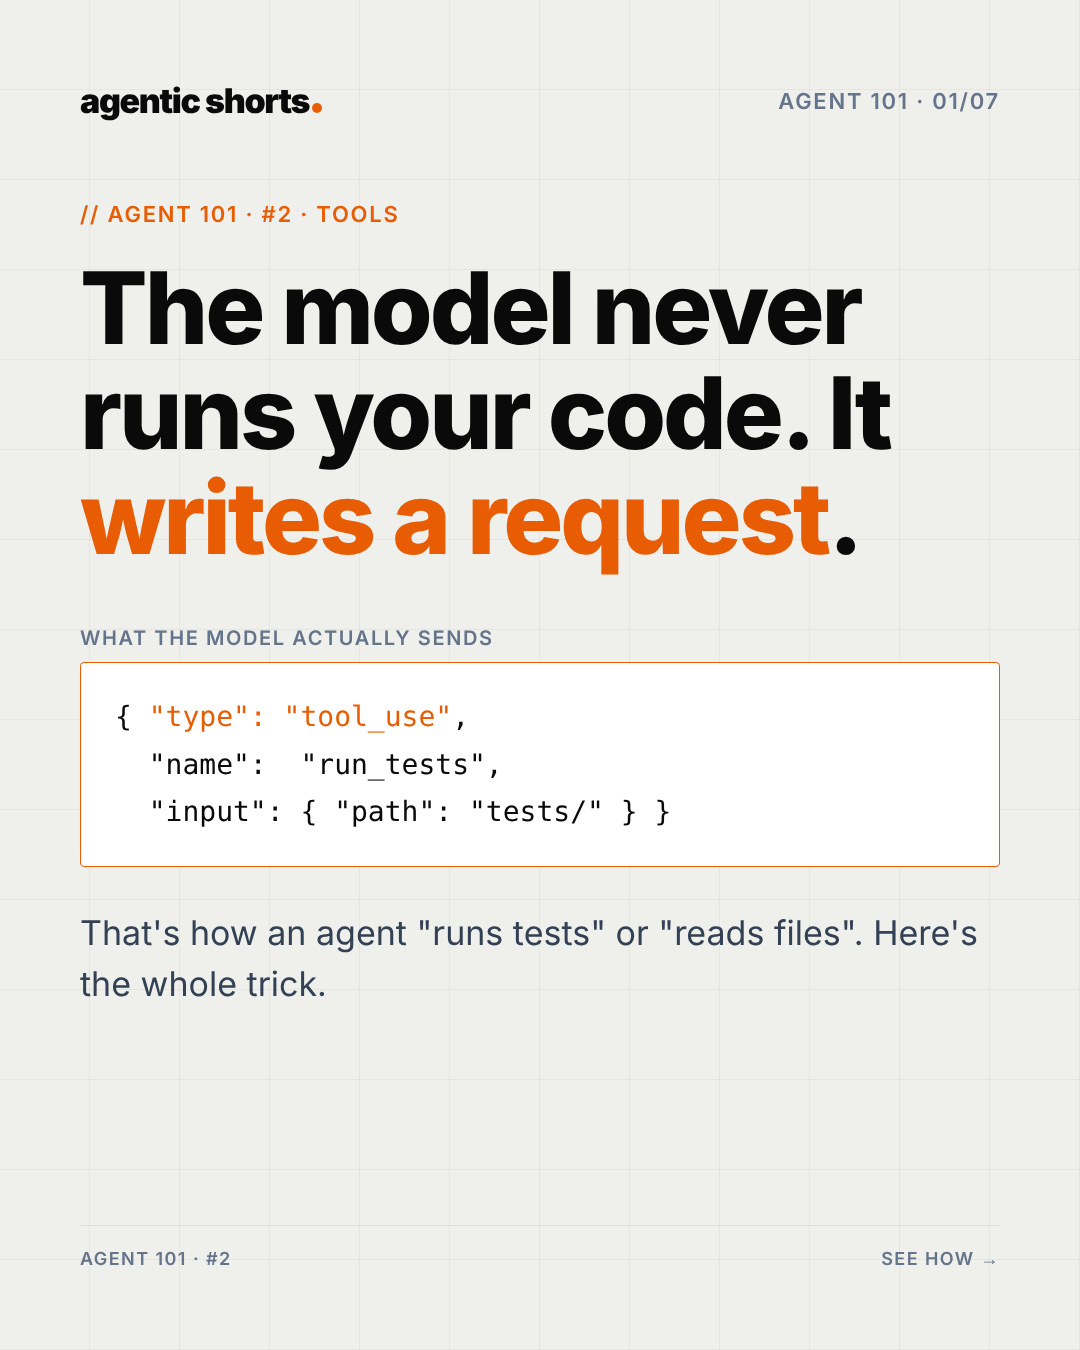 agentic shorts.
AGENT 101 · 01/07
// AGENT 101 · #2 · TOOLS
The model never
runs your code. It
writes a request.
WHAT THE MODEL ACTUALLY SENDS
{ "type": "tool_use",
  "name":  "run_tests",
  "input": { "path": "tests/" } }
That's how an agent "runs tests" or "reads files". Here's
the whole trick.
AGENT 101 · #2
SEE HOW →